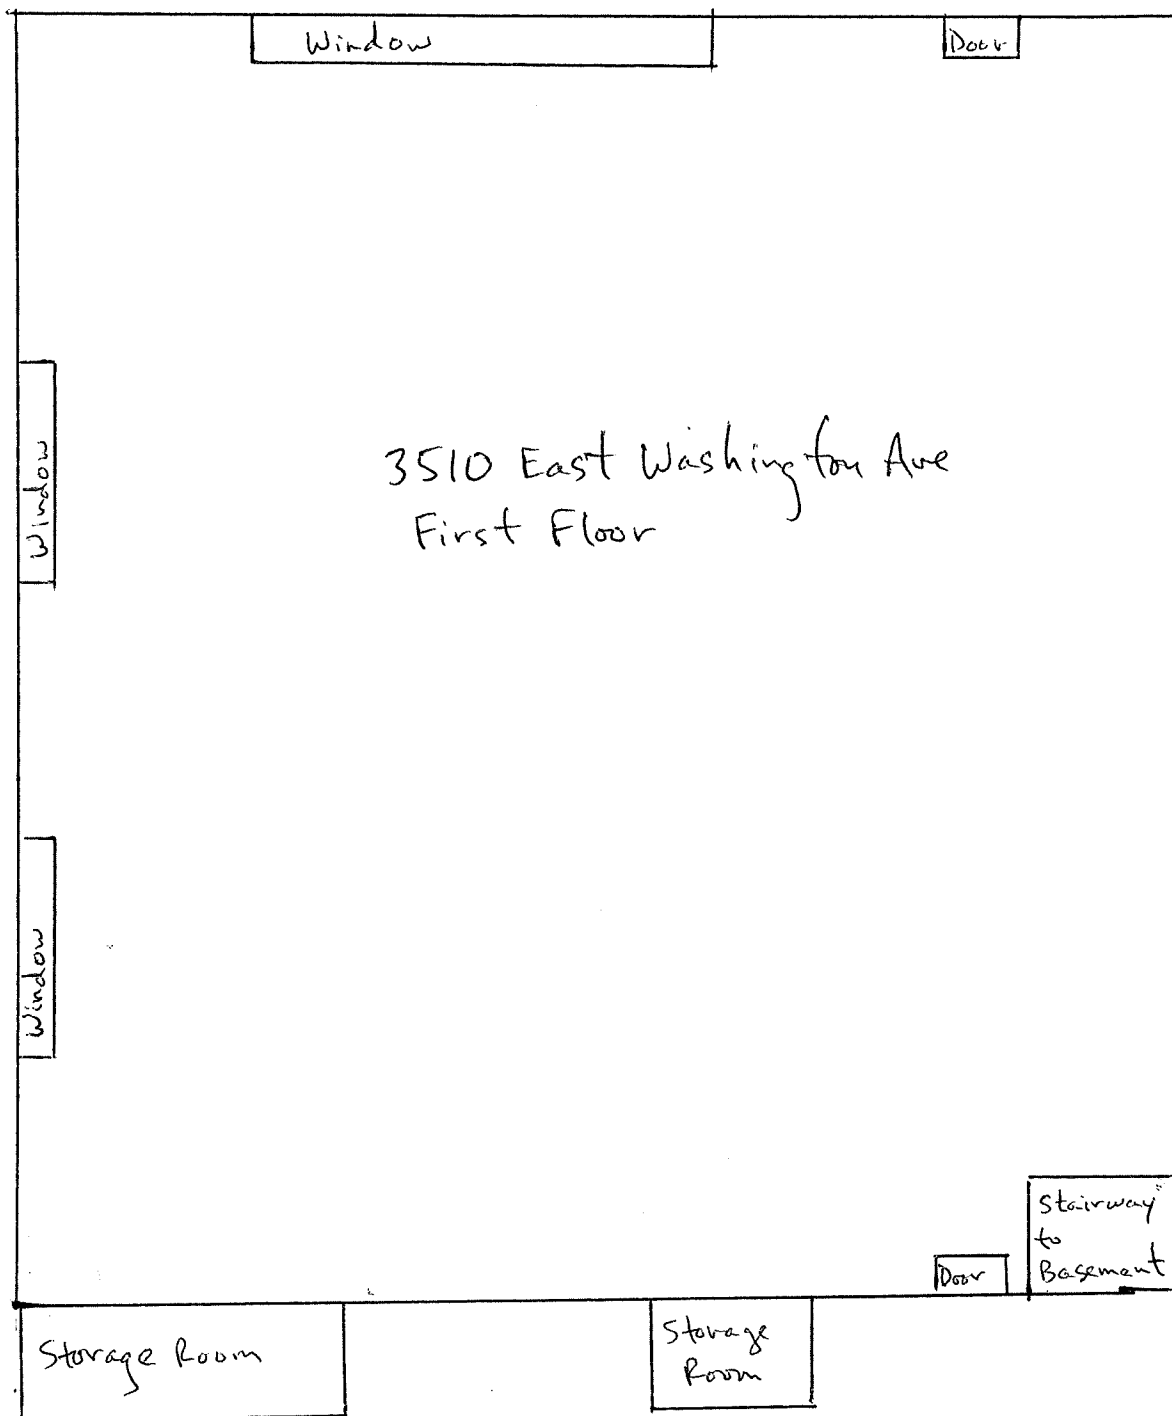 Window
Door
Window
3510 East Washington Ave
First Floor
Window
Stairway
to
Basement
Door
Storage Room
Storage
Room